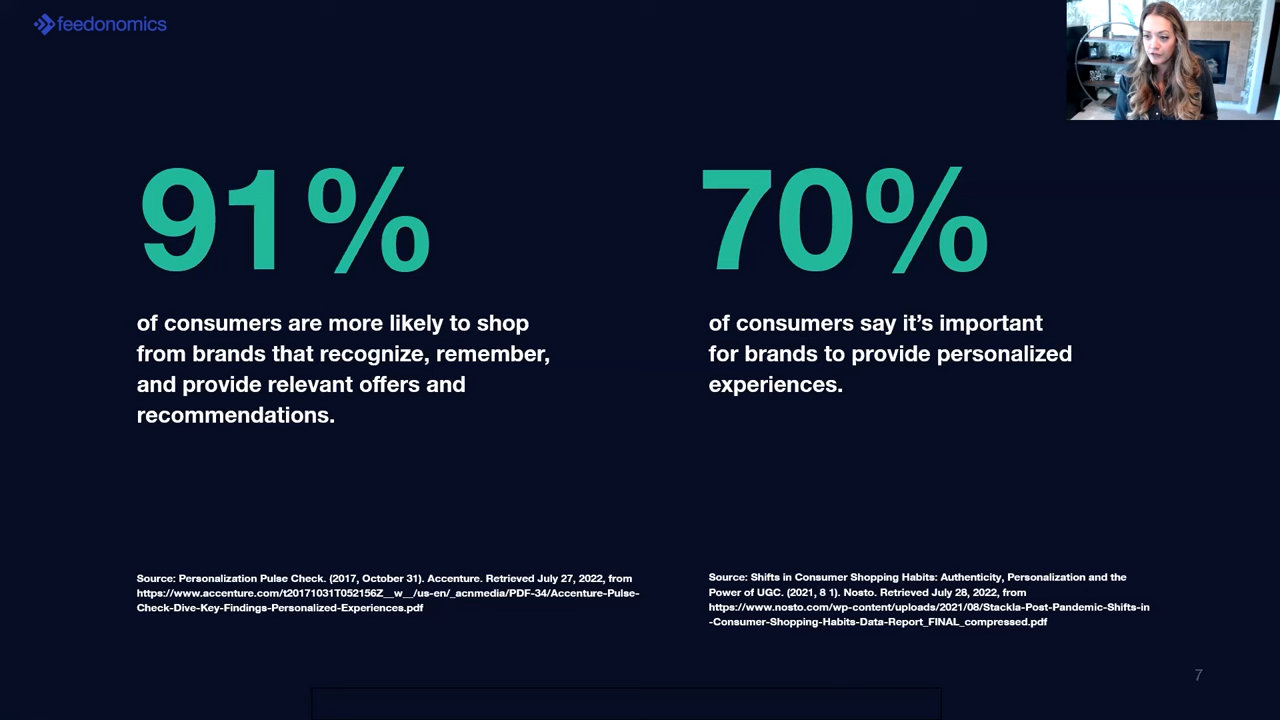 feedonomics
91%
of consumers are more likely to shop
from brands that recognize, remember,
and provide relevant offers and
recommendations.
70%
of consumers say it's important
for brands to provide personalized
experiences.
Source: Personalization Pulse Check. (2017, October 31). Accenture. Retrieved July 27, 2022, from
https://www.accenture.com/t20171031T052156Z__w__/us-en/_acnmedia/PDF-34/Accenture-Pulse-
Check-Dive-Key-Findings-Personalized-Experiences.pdf
Source: Shifts in Consumer Shopping Habits: Authenticity, Personalization and the
Power of UGC. (2021, 8 1). Nosto. Retrieved July 28, 2022, from
https://www.nosto.com/wp-content/uploads/2021/08/Stackla-Post-Pandemic-Shifts-in
-Consumer-Shopping-Habits-Data-Report_FINAL_compressed.pdf
7